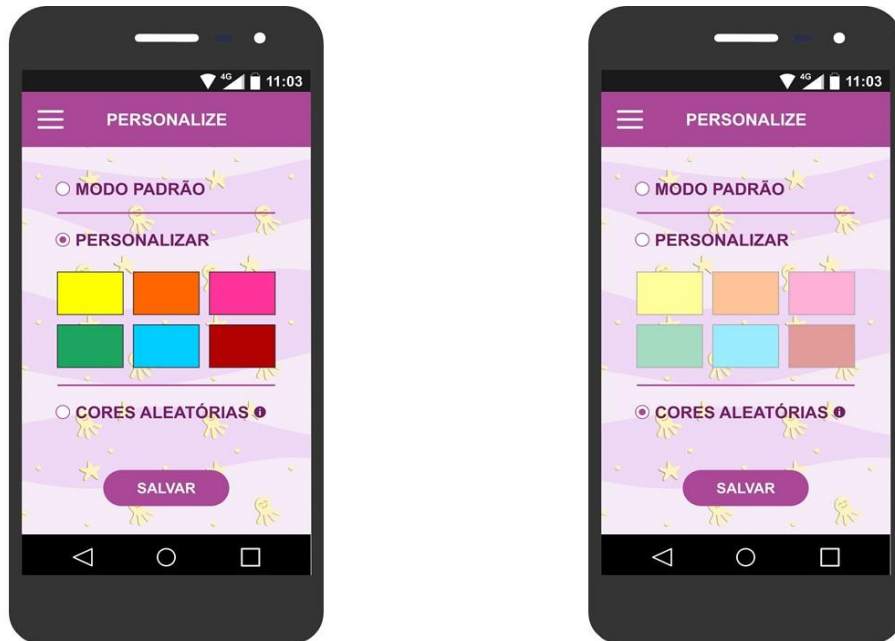 4G 11:03
PERSONALIZE
MODO PADRÃO
PERSONALIZAR
CORES ALEATÓRIAS i
SALVAR
4G 11:03
PERSONALIZE
MODO PADRÃO
PERSONALIZAR
CORES ALEATÓRIAS i
SALVAR